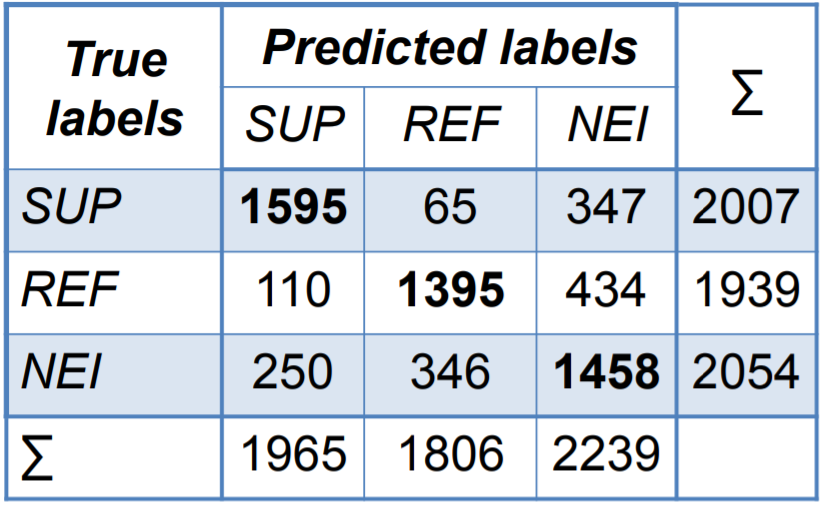 True labels Predicted labels ∑
SUP REF NEI
SUP 1595 65 347 2007
REF 110 1395 434 1939
NEI 250 346 1458 2054
∑ 1965 1806 2239